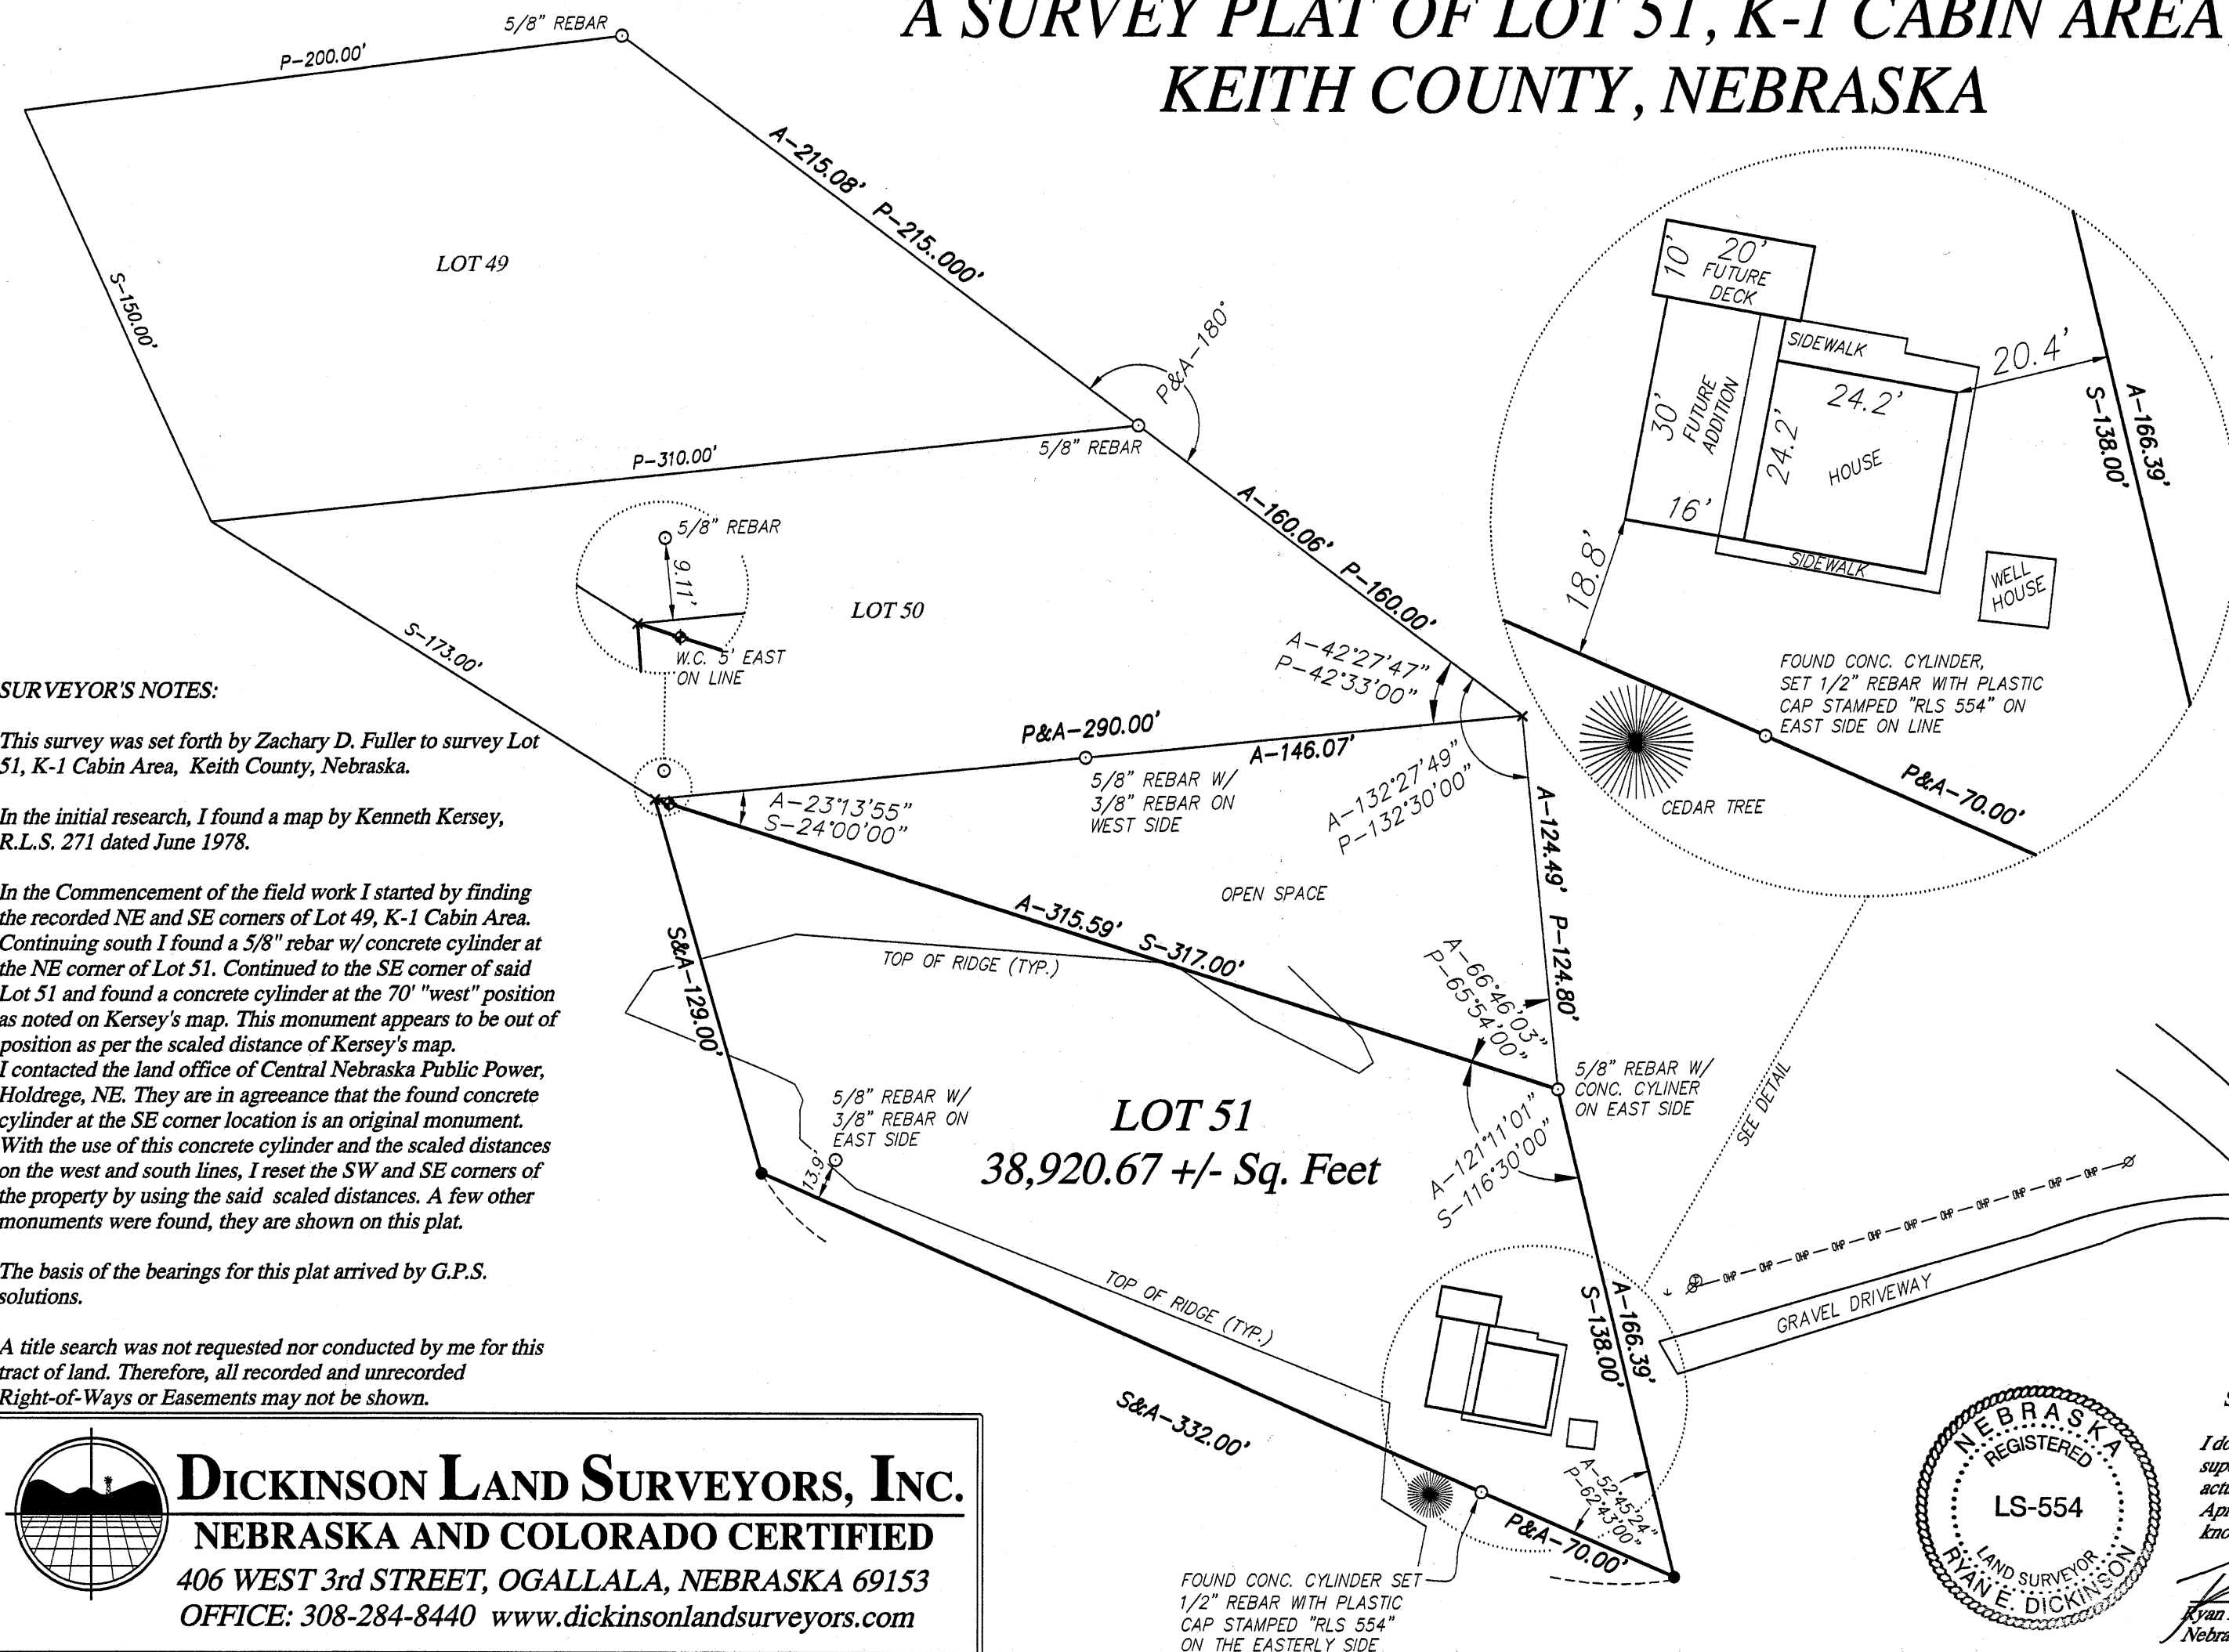 A SURVEY PLAT OF LOT 51, K-1 CABIN AREA,
KEITH COUNTY, NEBRASKA
5/8" REBAR
P-200.00'
A-215.08' P-215..000'
LOT 49
S-150.00'
P&A-180°
5/8" REBAR
P-310.00'
A-160.06' P-160.00'
5/8" REBAR
9.11'
W.C. 5' EAST
ON LINE
LOT 50
S-173.00'
A-42°27'47"
P-42°33'00"
P&A-290.00'
A-146.07'
5/8" REBAR W/
3/8" REBAR ON
WEST SIDE
A-132°27'49"
P-132°30'00"
A-23°13'55"
S-24°00'00"
A-124.49' P-124.80'
OPEN SPACE
A-315.59' S-317.00'
TOP OF RIDGE (TYP.)
S&A-129.00'
A-66°46'03"
P-65°54'00"
5/8" REBAR W/
CONC. CYLINER
ON EAST SIDE
A-121°11'01"
S-116°30'00"
5/8" REBAR W/
3/8" REBAR ON
EAST SIDE
13.9'
LOT 51
38,920.67 +/- Sq. Feet
TOP OF RIDGE (TYP.)
S&A-332.00'
A-166.39'
S-138.00'
A-52°45'24"
P-62°43'00"
P&A-70.00'
FOUND CONC. CYLINDER SET
1/2" REBAR WITH PLASTIC
CAP STAMPED "RLS 554"
ON THE EASTERLY SIDE
SEE DETAIL
OHP OHP OHP OHP OHP OHP OHP OHP OHP OHP
GRAVEL DRIVEWAY
10'
20'
FUTURE
DECK
SIDEWALK
20.4'
30'
FUTURE
ADDITION
24.2'
24.2'
HOUSE
16'
SIDEWALK
18.8'
WELL
HOUSE
A-166.39'
S-138.00'
FOUND CONC. CYLINDER,
SET 1/2" REBAR WITH PLASTIC
CAP STAMPED "RLS 554" ON
EAST SIDE ON LINE
CEDAR TREE
P&A-70.00'
SURVEYOR'S NOTES:
This survey was set forth by Zachary D. Fuller to survey Lot
51, K-1 Cabin Area, Keith County, Nebraska.
In the initial research, I found a map by Kenneth Kersey,
R.L.S. 271 dated June 1978.
In the Commencement of the field work I started by finding
the recorded NE and SE corners of Lot 49, K-1 Cabin Area.
Continuing south I found a 5/8" rebar w/ concrete cylinder at
the NE corner of Lot 51. Continued to the SE corner of said
Lot 51 and found a concrete cylinder at the 70' "west" position
as noted on Kersey's map. This monument appears to be out of
position as per the scaled distance of Kersey's map.
I contacted the land office of Central Nebraska Public Power,
Holdrege, NE. They are in agreeance that the found concrete
cylinder at the SE corner location is an original monument.
With the use of this concrete cylinder and the scaled distances
on the west and south lines, I reset the SW and SE corners of
the property by using the said scaled distances. A few other
monuments were found, they are shown on this plat.
The basis of the bearings for this plat arrived by G.P.S.
solutions.
A title search was not requested nor conducted by me for this
tract of land. Therefore, all recorded and unrecorded
Right-of-Ways or Easements may not be shown.
DICKINSON LAND SURVEYORS, INC.
NEBRASKA AND COLORADO CERTIFIED
406 WEST 3rd STREET, OGALLALA, NEBRASKA 69153
OFFICE: 308-284-8440 www.dickinsonlandsurveyors.com
NEBRASKA
REGISTERED
LS-554
LAND SURVEYOR
RYAN E. DICKINSON
I do
sup
actu
Apr
kno
Ryan
Nebra